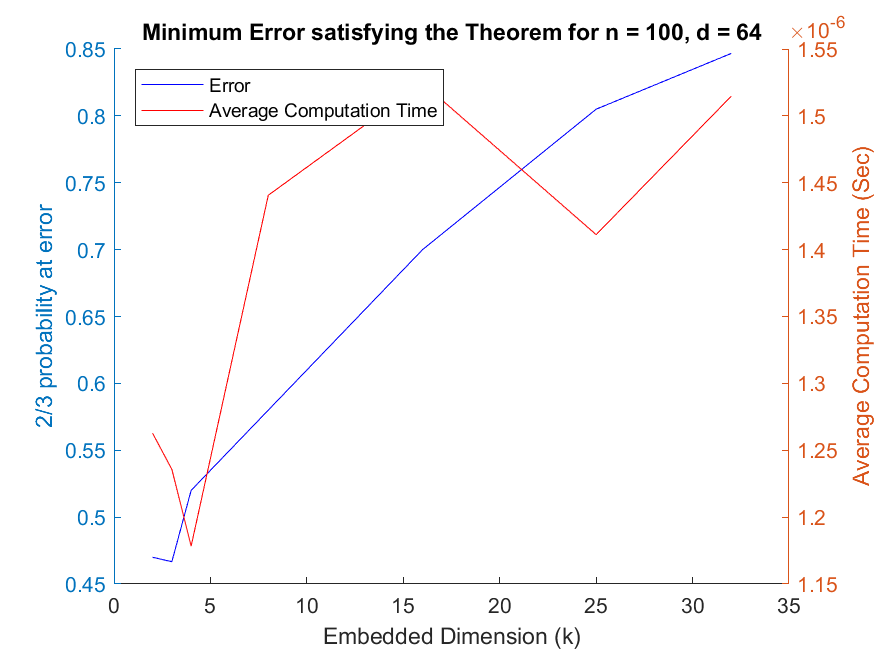 Minimum Error satisfying the Theorem for n = 100, d = 64
×10-6
Error
Average Computation Time
0.85
0.8
0.75
0.7
0.65
0.6
0.55
0.5
0.45
2/3 probability at error
1.55
1.5
1.45
1.4
1.35
1.3
1.25
1.2
1.15
Average Computation Time (Sec)
0 5 10 15 20 25 30 35
Embedded Dimension (k)